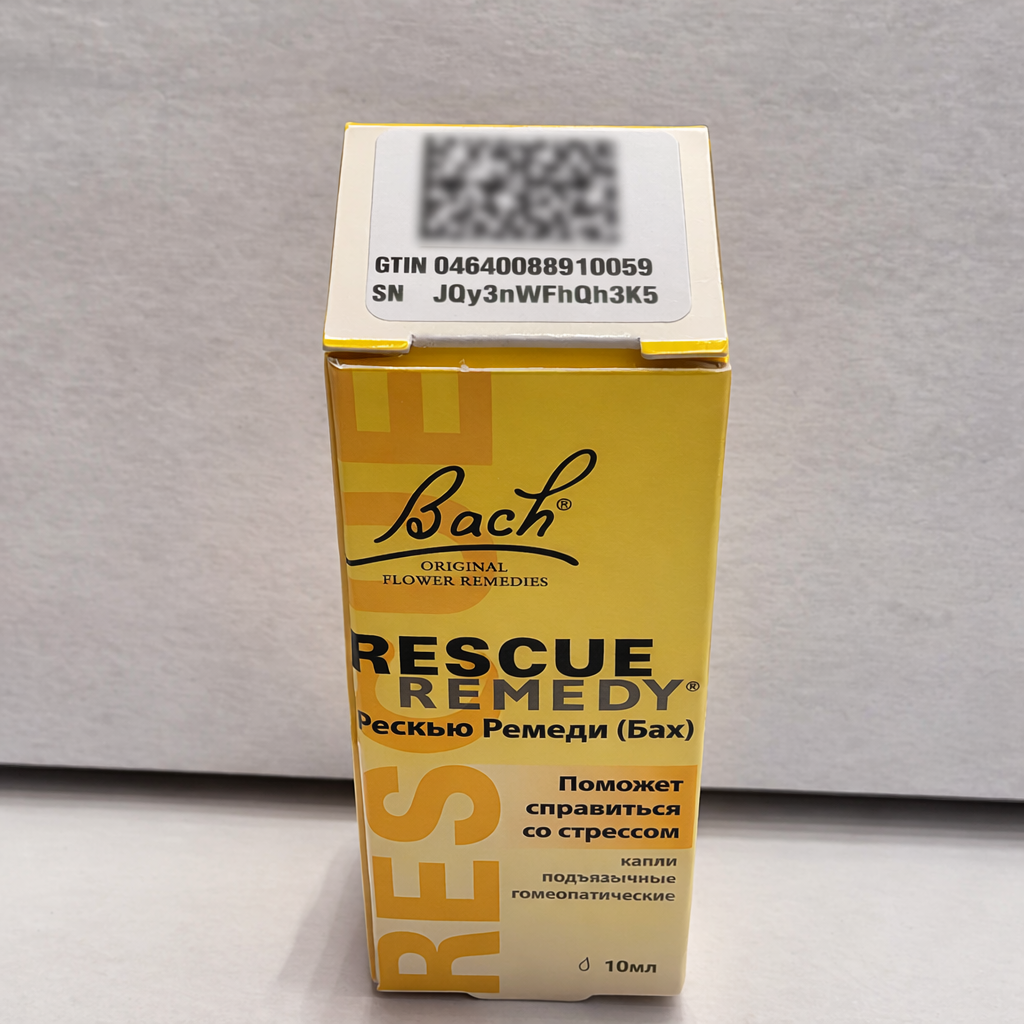 GTIN 04640088910059
SN JQy3nWFhQh3K5
Bach®
ORIGINAL
FLOWER REMEDIES
RESCUE
REMEDY®
Рескью Ремеди (Бах)
Поможет
справиться
со стрессом
капли
подъязычные
гомеопатические
10мл
RESCUE